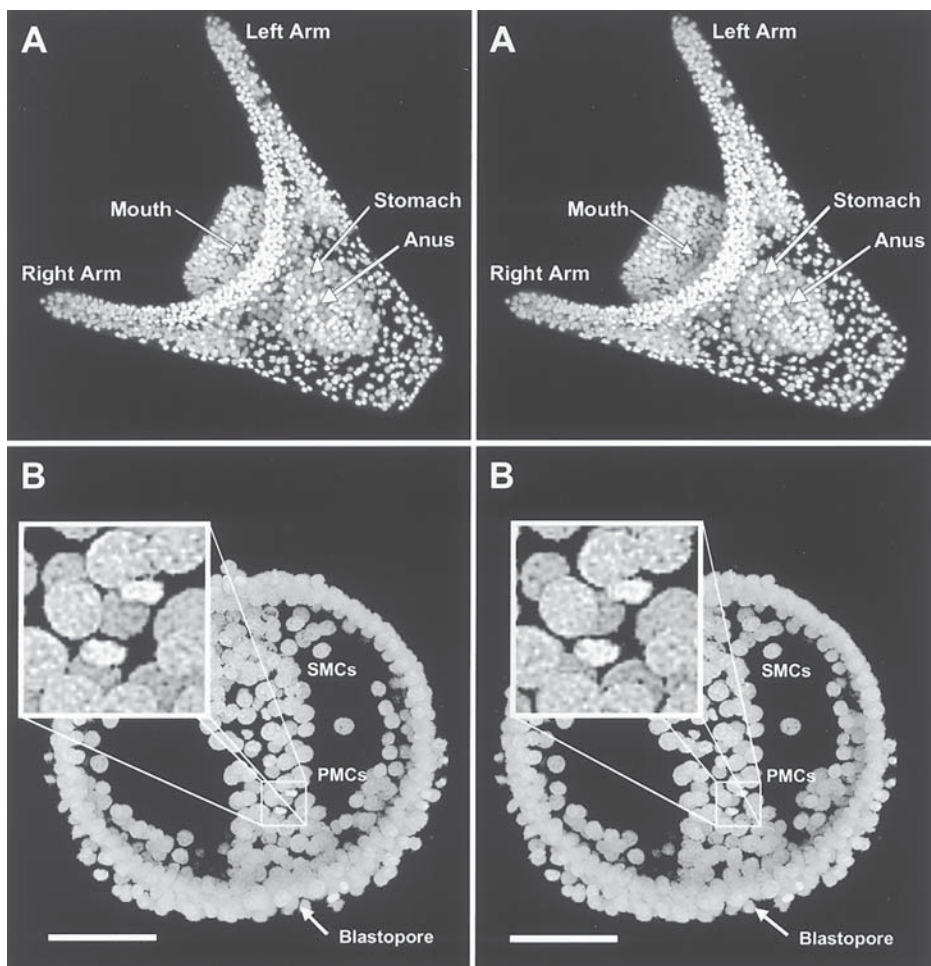 A
Left Arm
Mouth
Stomach
Anus
Right Arm
A
Left Arm
Mouth
Stomach
Anus
Right Arm
B
SMCs
PMCs
Blastopore
B
SMCs
PMCs
Blastopore